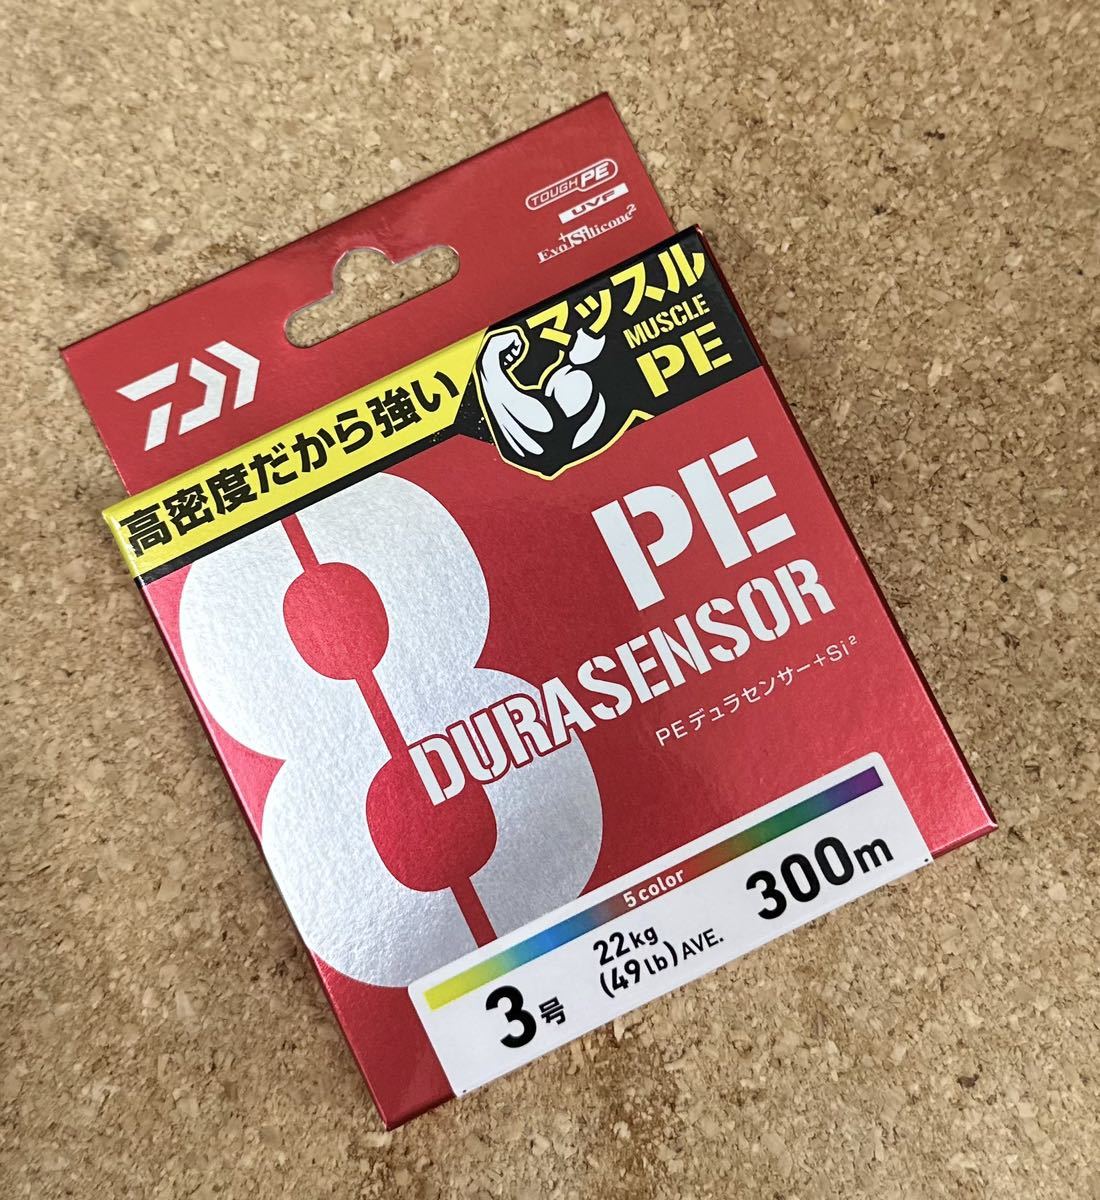 TOUGH PE
UVF
Evo+Silicone²
高密度だから強い
マッスル
MUSCLE
PE
8
PE
DURASENSOR
PEデュラセンサー+Si²
5color
3号
22kg
(49lb) AVE.
300m